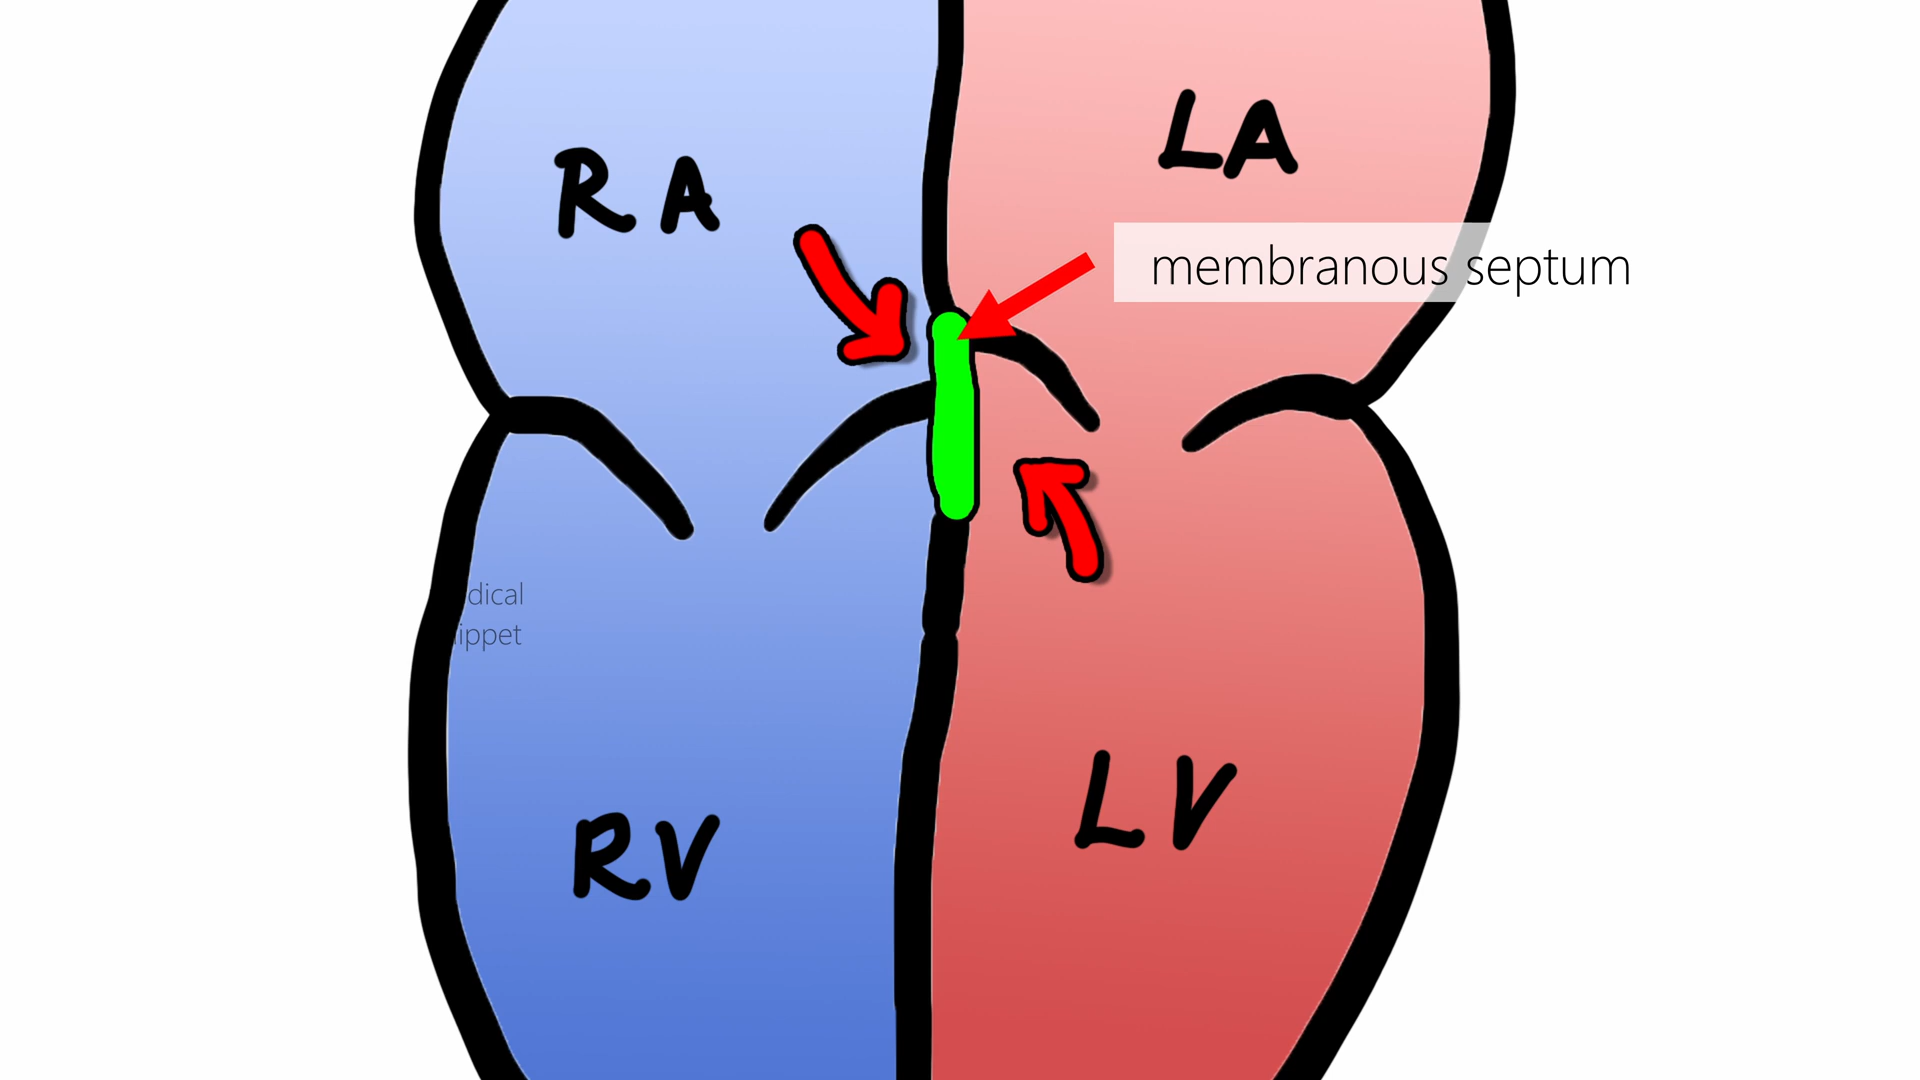 LA
RA
membranous septum
dical
ippet
LV
RV